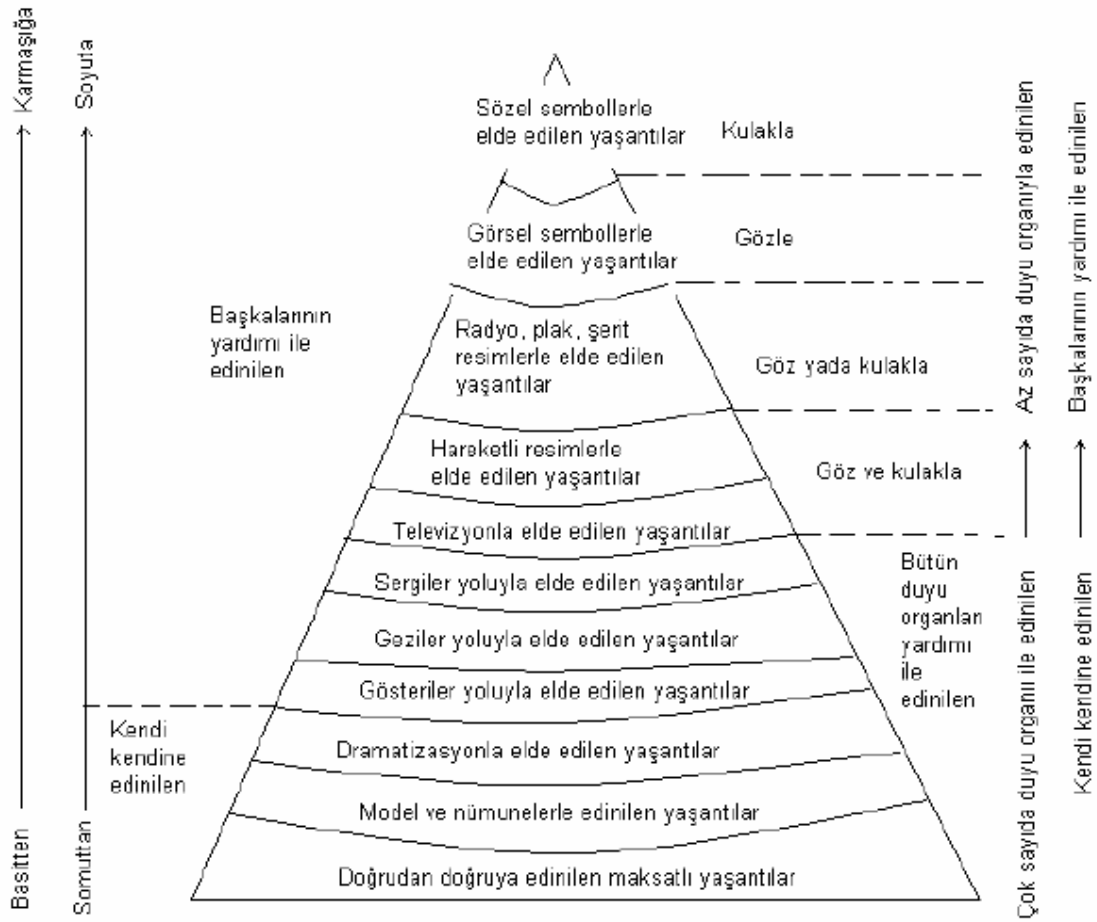 Karmaşığa
Soyuta
Basitten
Somuttan
Sözel sembollerle
elde edilen yaşantılar
Kulakla
Görsel sembollerle
elde edilen yaşantılar
Gözle
Başkalarının
yardımı ile
edinilen
Radyo, plak, şerit
resimlerle elde edilen
yaşantılar
Göz yada kulakla
Hareketli resimlerle
elde edilen yaşantılar
Göz ve kulakla
Televizyonla elde edilen yaşantılar
Sergiler yoluyla elde edilen yaşantılar
Geziler yoluyla elde edilen yaşantılar
Gösteriler yoluyla elde edilen yaşantılar
Bütün
duyu
organları
yardımı
ile
edinilen
Kendi
kendine
edinilen
Dramatizasyonla elde edilen yaşantılar
Model ve nümunelerle edinilen yaşantılar
Doğrudan doğruya edinilen maksatlı yaşantılar
Az sayıda duyu organıyla edinilen
Çok sayıda duyu organıı ile edinilen
Başkalarının yardımı ile edinilen
Kendi kendine edinilen